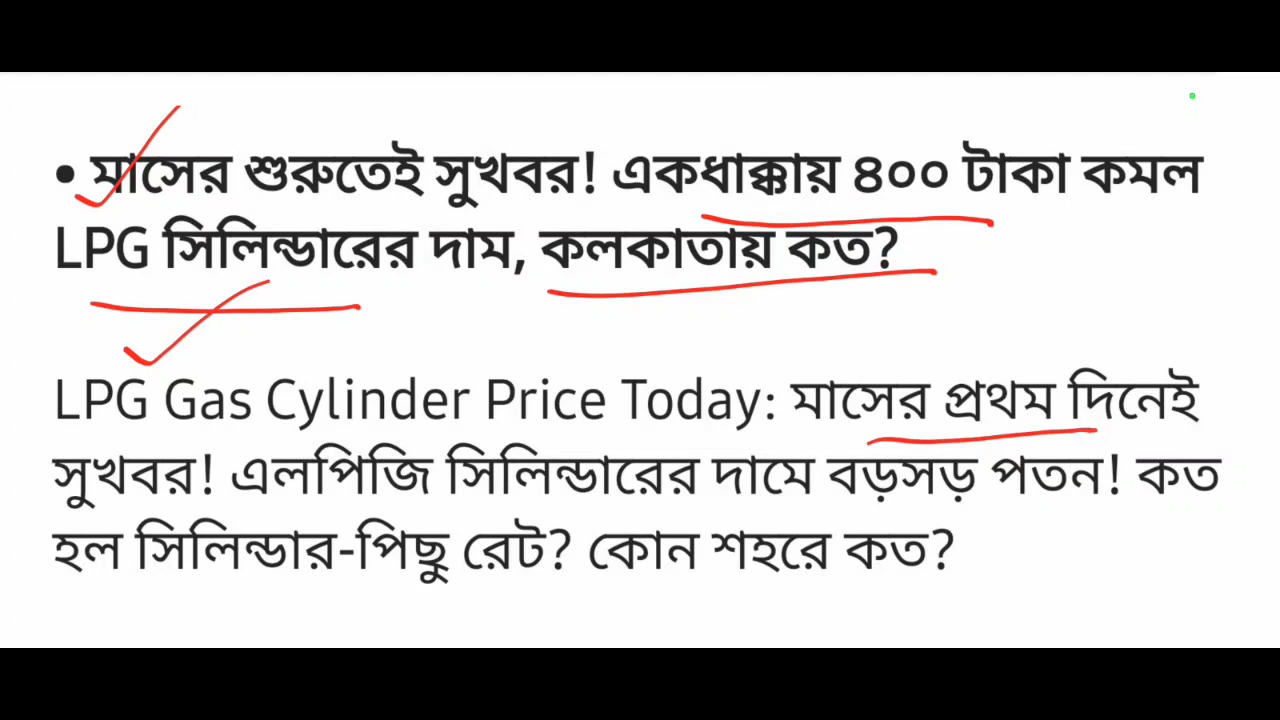 • মাসের শুরুতেই সুখবর! একধাক্কায় ৪০০ টাকা কমল
LPG সিলিন্ডারের দাম, কলকাতায় কত?
LPG Gas Cylinder Price Today: মাসের প্রথম দিনেই
সুখবর! এলপিজি সিলিন্ডারের দামে বড়সড় পতন! কত
হল সিলিন্ডার-পিছু রেট? কোন শহরে কত?